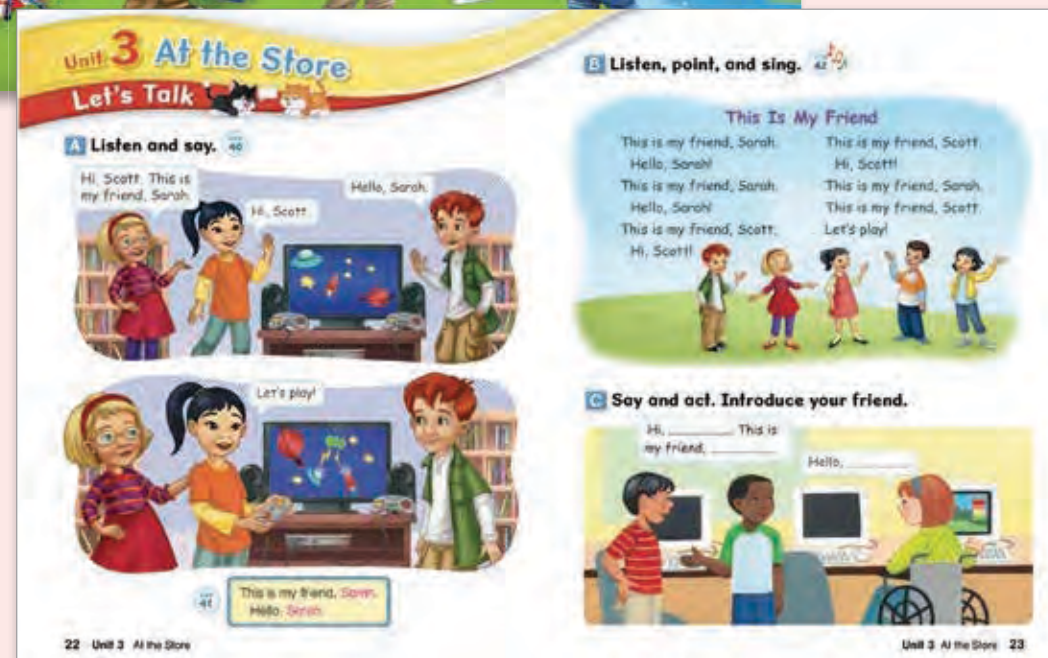 Unit 3 At the Store
Let's Talk
A Listen and say.
40
Hi, Scott. This is
my friend, Sarah.
Hi, Scott.
Hello, Sarah.
Let's play!
41
This is my friend, Sarah.
Hello, Sarah.
22 Unit 3 At the Store
B Listen, point, and sing.
42
This Is My Friend
This is my friend, Sarah.
Hello, Sarah!
This is my friend, Sarah.
Hello, Sarah!
This is my friend, Scott.
Hi, Scott!
This is my friend, Scott.
Hi, Scott!
This is my friend, Sarah.
This is my friend, Scott.
Let's play!
C Say and act. Introduce your friend.
Hi, ________. This is
my friend, ________.
Hello, ________.
Unit 3 At the Store 23